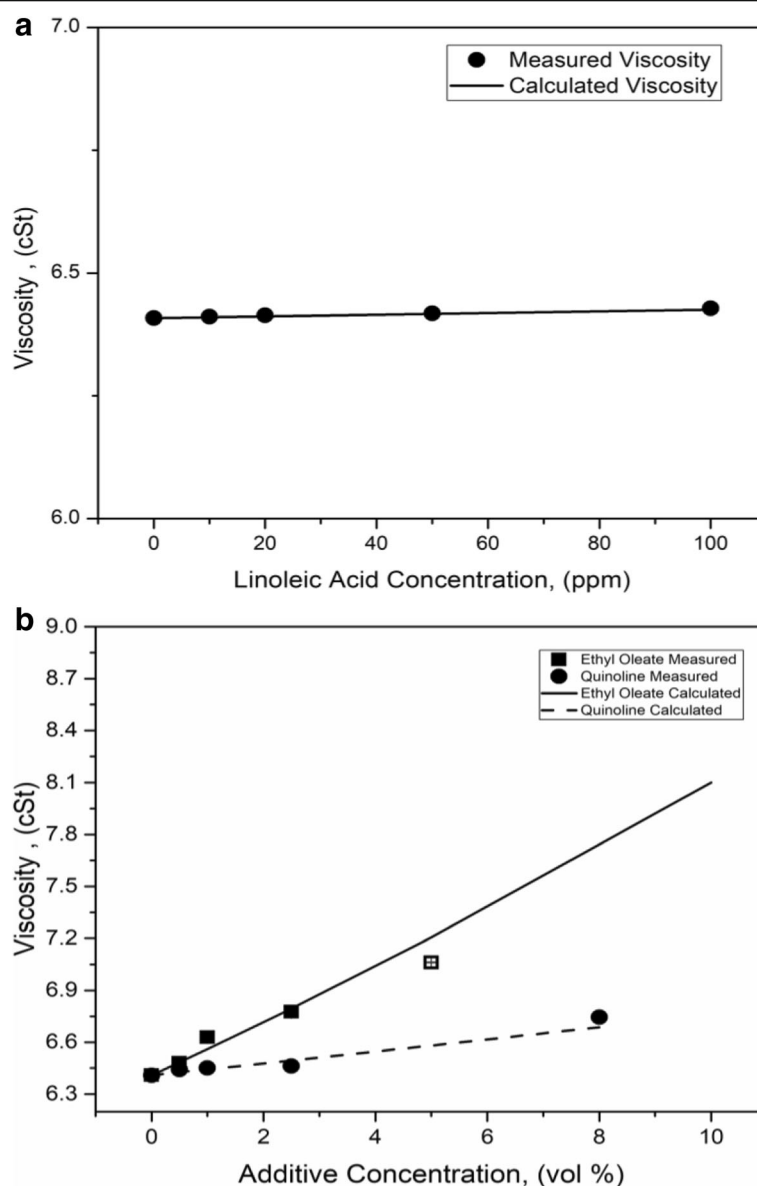 a
7.0
Measured Viscosity
Calculated Viscosity
Viscosity , (cSt)
6.5
6.0
0 20 40 60 80 100
Linoleic Acid Concentration, (ppm)
b
9.0
Ethyl Oleate Measured
Quinoline Measured
Ethyl Oleate Calculated
Quinoline Calculated
8.7
8.4
8.1
Viscosity , (cSt)
7.8
7.5
7.2
6.9
6.6
6.3
0 2 4 6 8 10
Additive Concentration, (vol %)